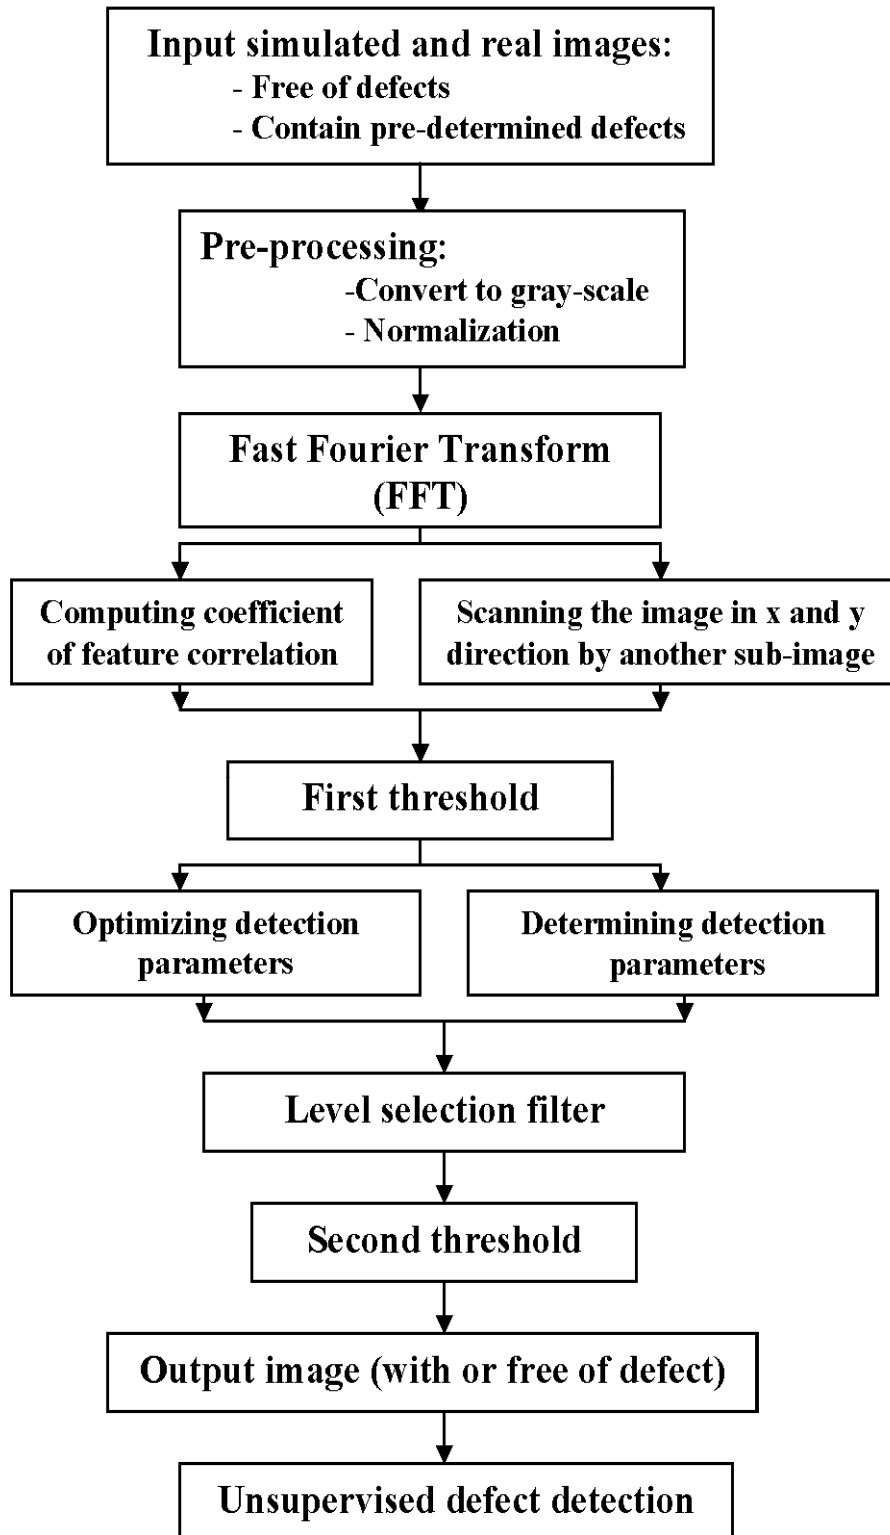 Input simulated and real images:
- Free of defects
- Contain pre-determined defects
Pre-processing:
-Convert to gray-scale
- Normalization
Fast Fourier Transform
(FFT)
Computing coefficient
of feature correlation
Scanning the image in x and y
direction by another sub-image
First threshold
Optimizing detection
parameters
Determining detection
parameters
Level selection filter
Second threshold
Output image (with or free of defect)
Unsupervised defect detection